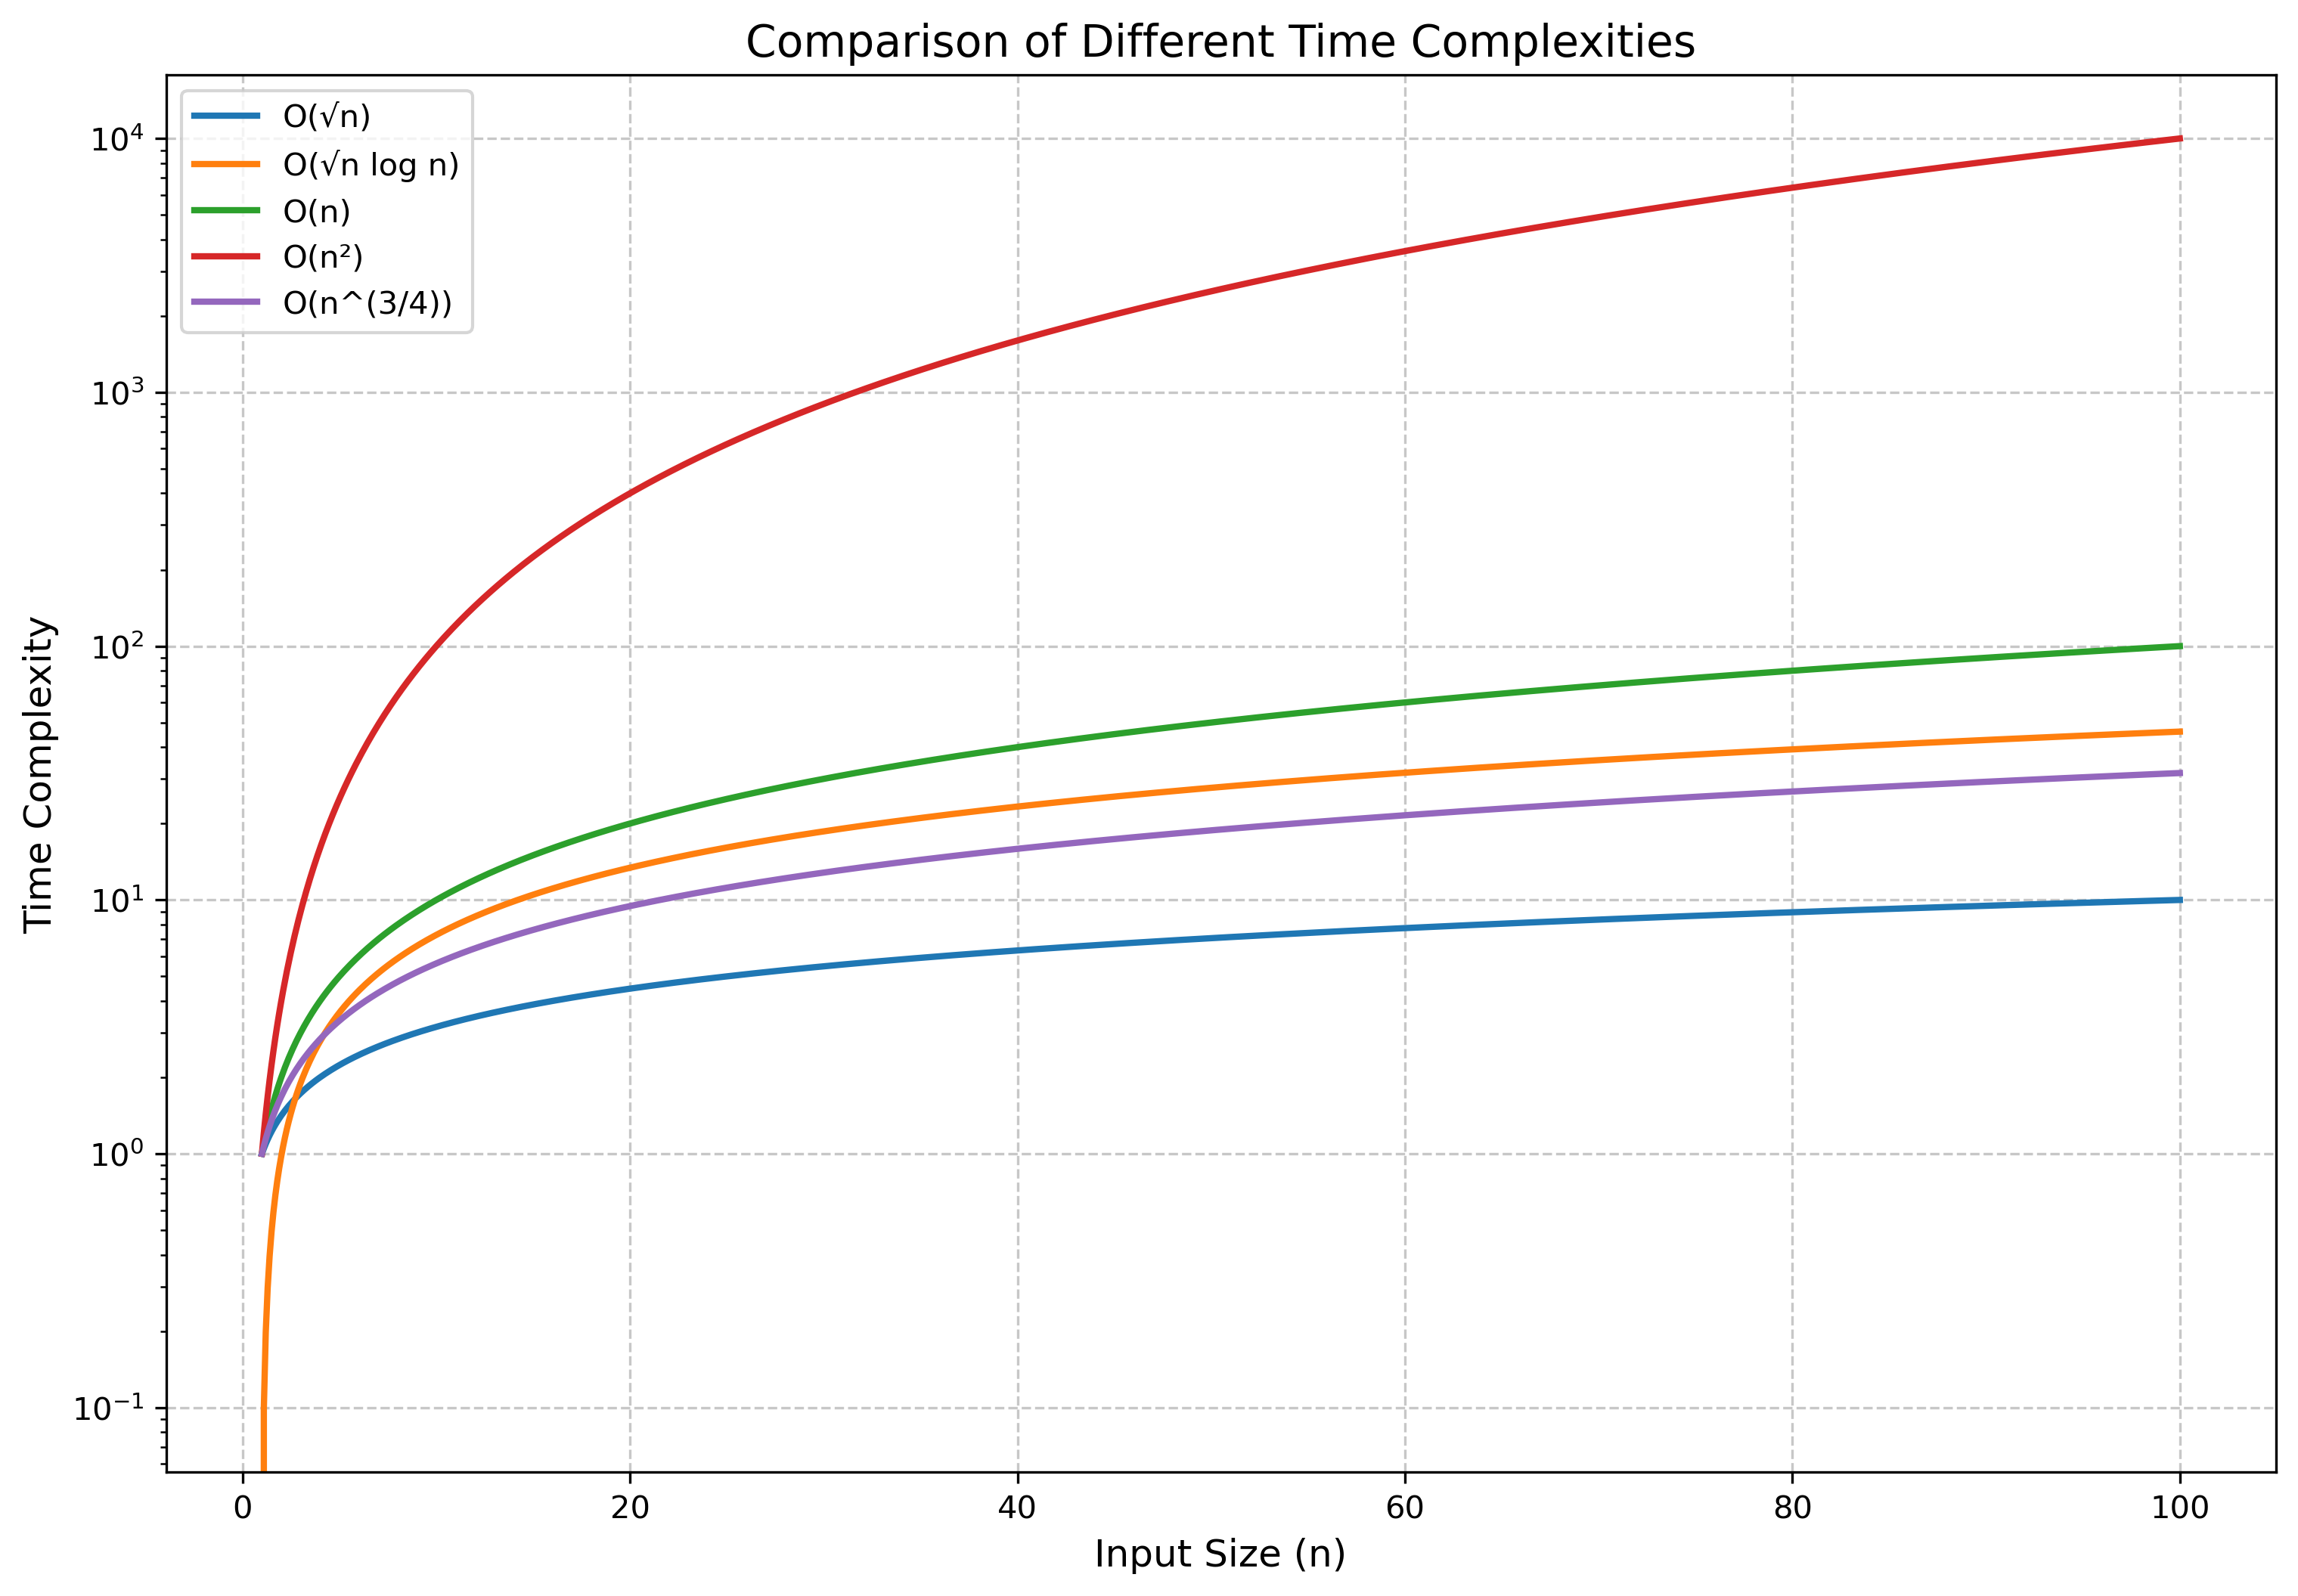 Comparison of Different Time Complexities
O(√n)
O(√n log n)
O(n)
O(n²)
O(n^(3/4))
10⁴
10³
10²
10¹
10⁰
10⁻¹
Time Complexity
0 20 40 60 80 100
Input Size (n)